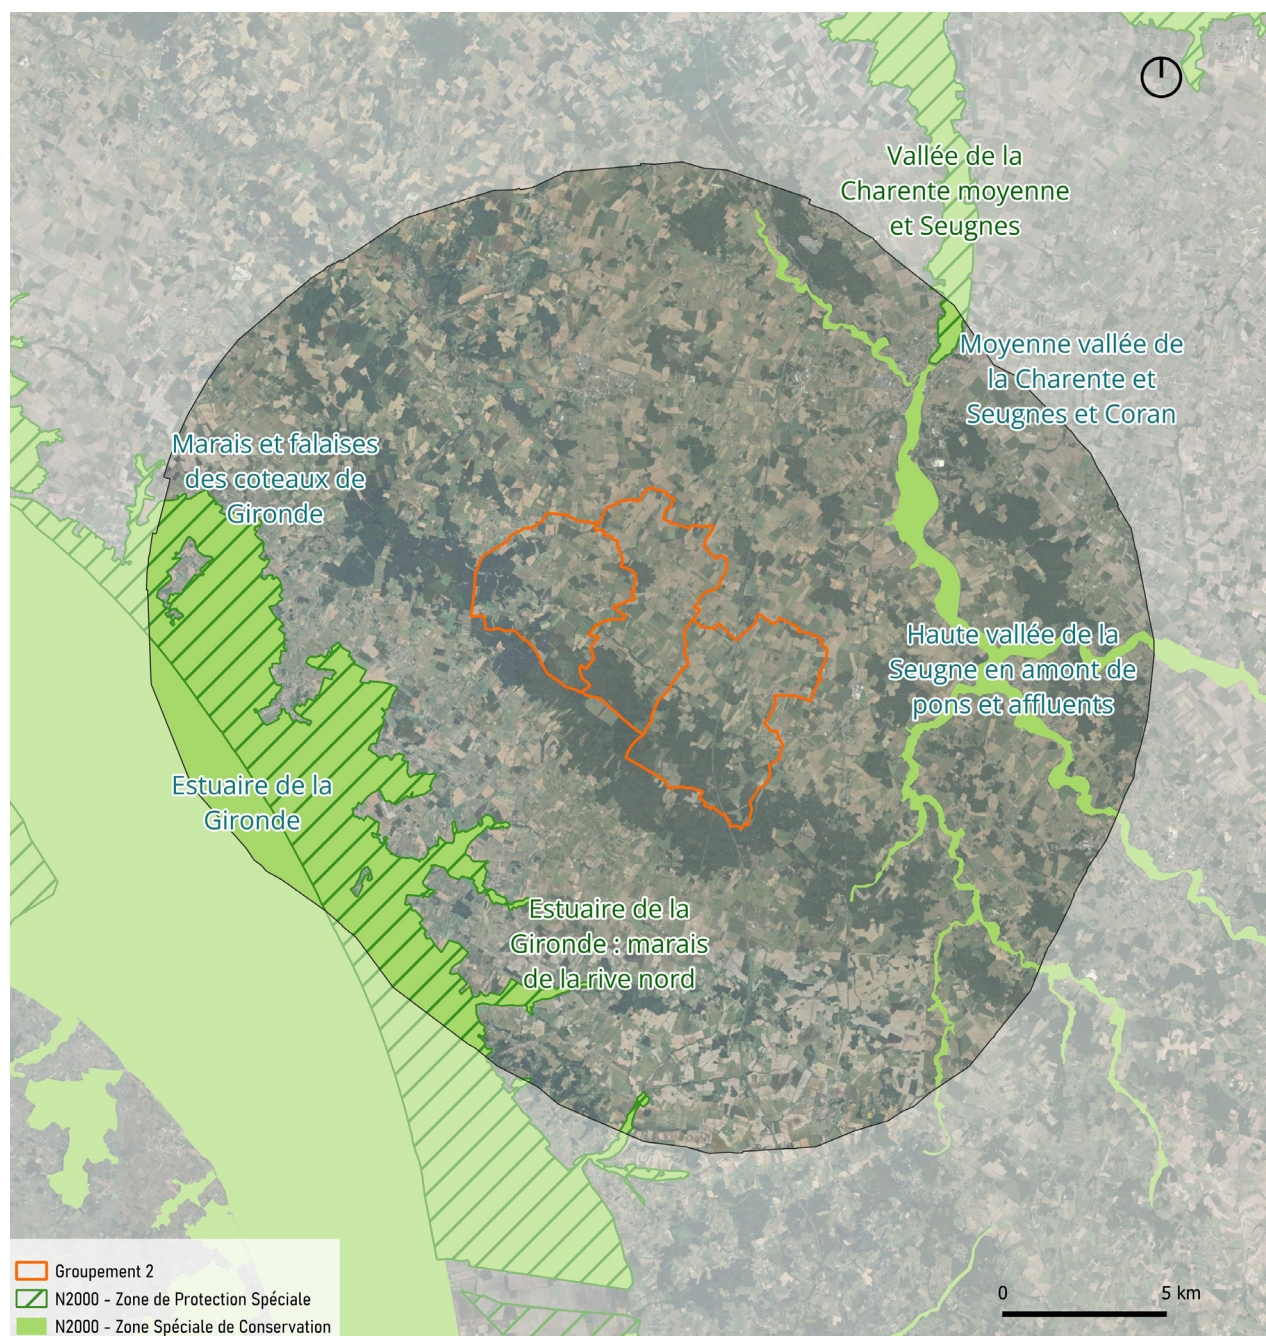 Vallée de la
Charente moyenne
et Seugnes
Moyenne vallée de
la Charente et
Seugnes et Coran
Marais et falaises
des coteaux de
Gironde
Haute vallée de la
Seugne en amont de
pons et affluents
Estuaire de la
Gironde
Estuaire de la
Gironde : marais
de la rive nord
Groupement 2
N2000 - Zone de Protection Spéciale
N2000 - Zone Spéciale de Conservation
0 5 km